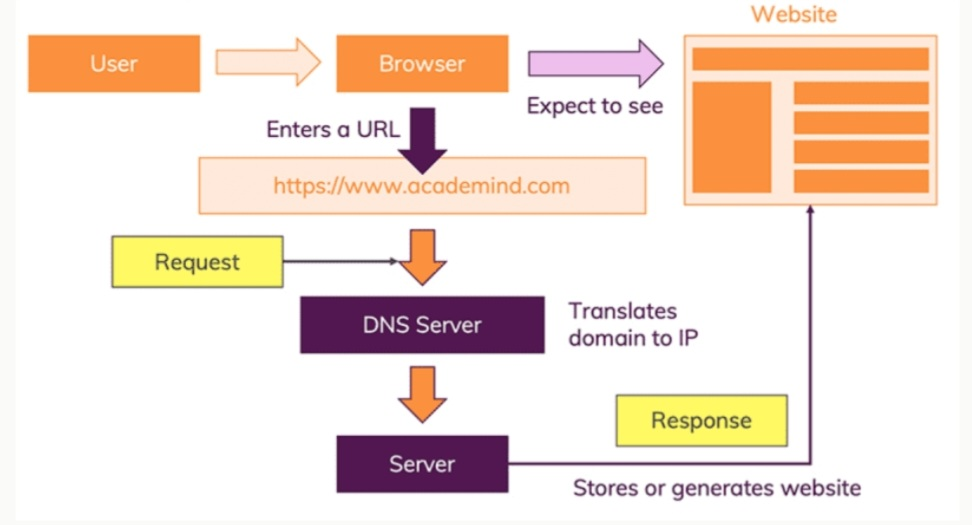 Website
User
Browser
Expect to see
Enters a URL
https://www.academind.com
Request
DNS Server
Translates
domain to IP
Response
Server
Stores or generates website